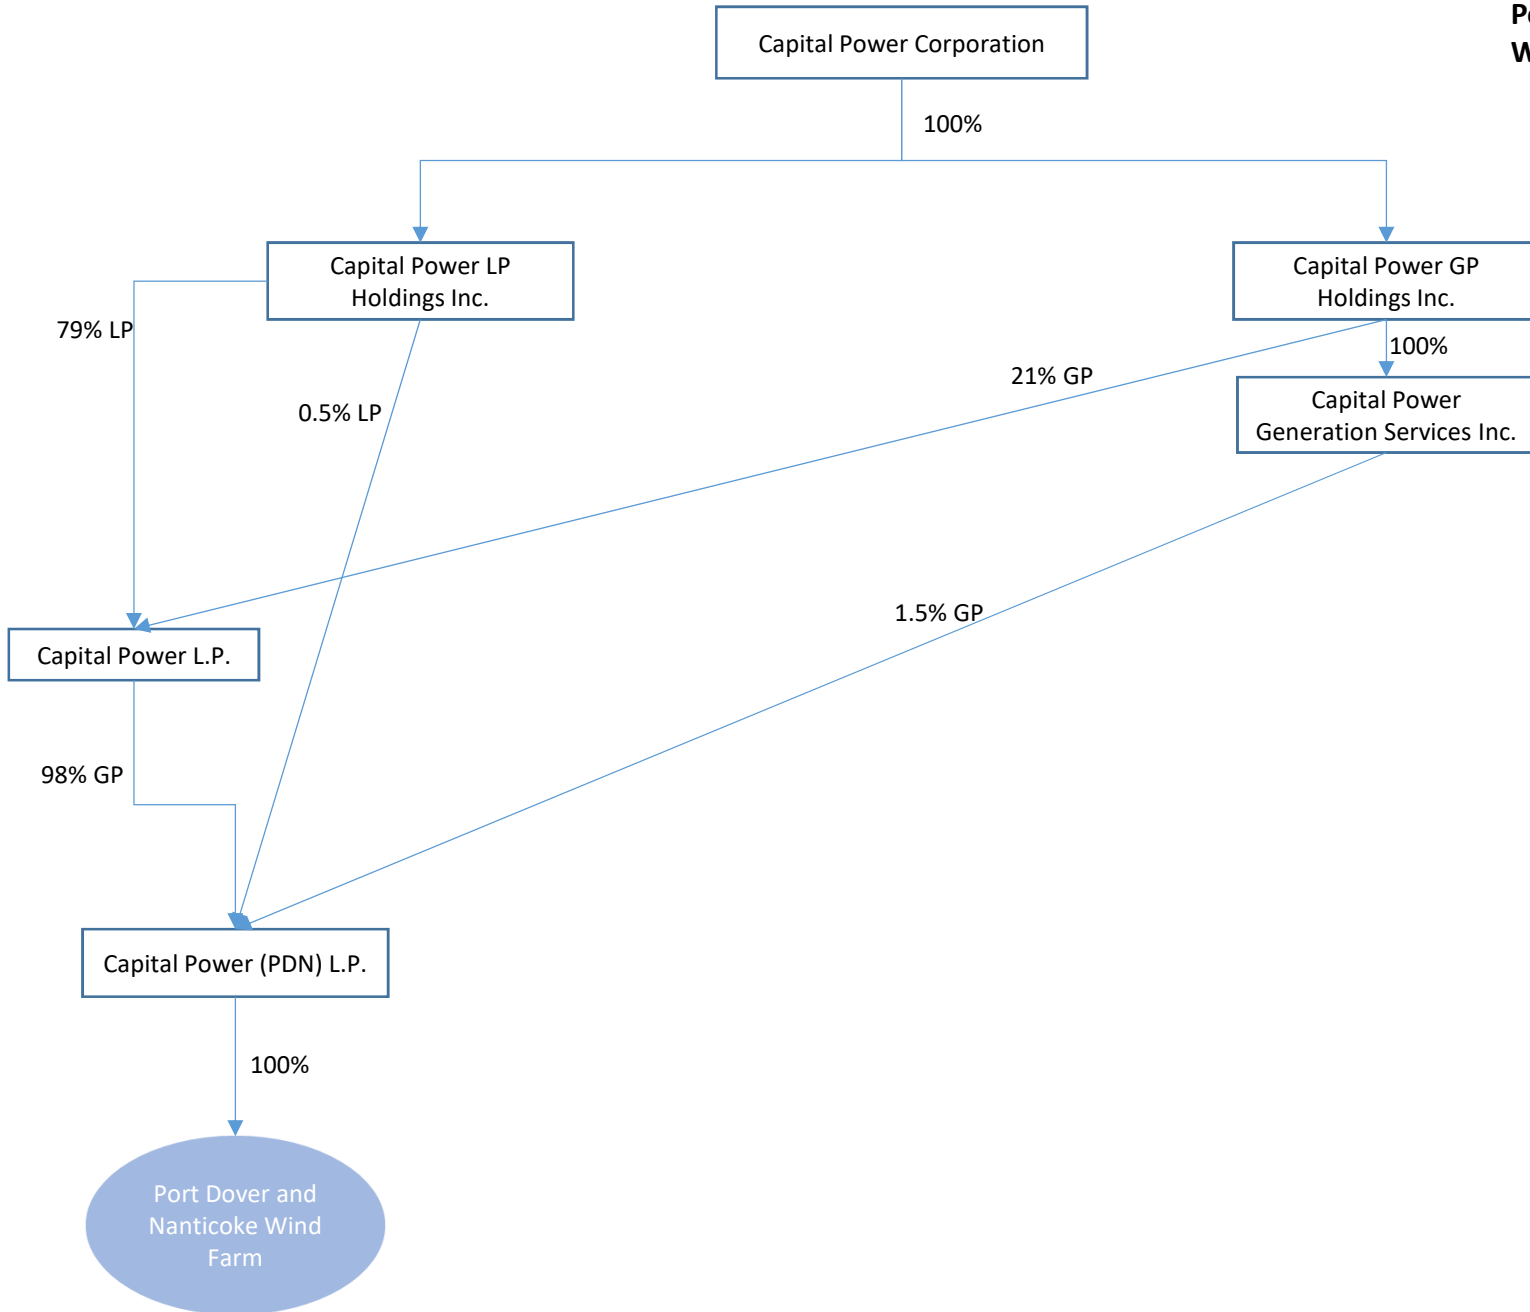 Capital Power Corporation
100%
Capital Power LP
Holdings Inc.
Capital Power GP
Holdings Inc.
79% LP
0.5% LP
21% GP
100%
Capital Power
Generation Services Inc.
1.5% GP
Capital Power L.P.
98% GP
Capital Power (PDN) L.P.
100%
Port Dover and
Nanticoke Wind
Farm